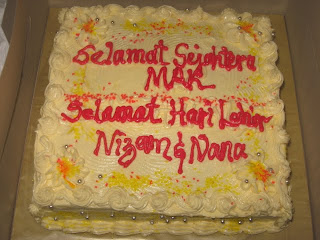 Selamat Sejahtera
MAK
Selamat Hari Lahir
Nizam & Nana